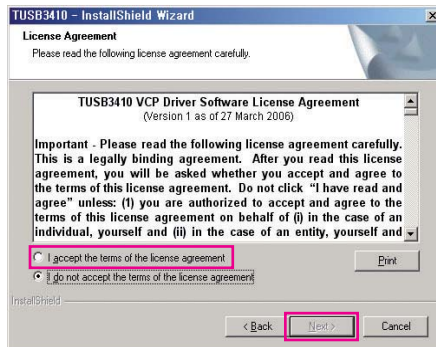 TUSB3410 - InstallShield Wizard
License Agreement
Please read the following license agreement carefully.
TUSB3410 VCP Driver Software License Agreement
(Version 1 as of 27 March 2006)
Important - Please read the following license agreement carefully.
This is a legally binding agreement. After you read this license
agreement, you will be asked whether you accept and agree to
the terms of this license agreement. Do not click "I have read and
agree" unless: (1) you are authorized to accept and agree to the
terms of this license agreement on behalf of (i) in the case of an
individual, yourself and (ii) in the case of an entity, yourself and
I accept the terms of the license agreement
Print
I do not accept the terms of the license agreement
InstallShield
< Back
Next >
Cancel